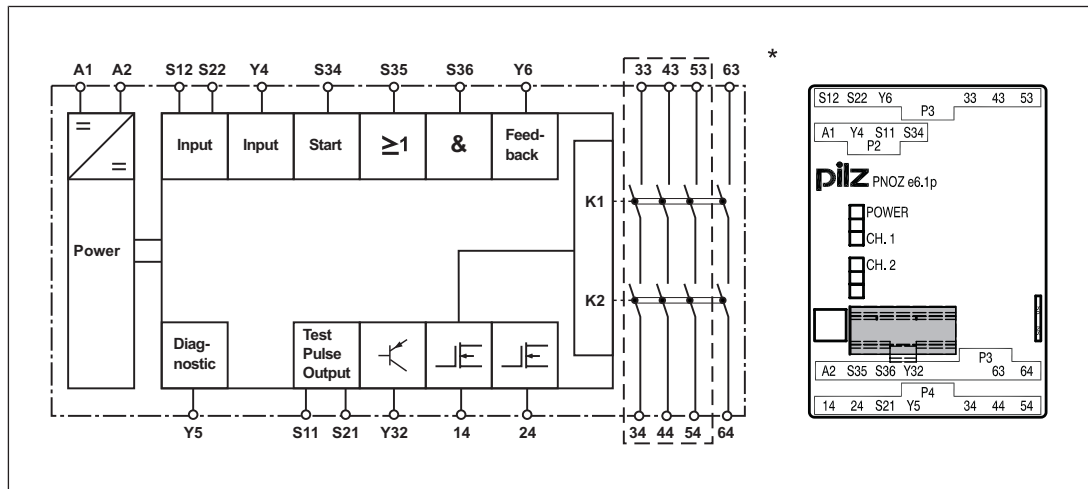 A1 A2 S12 S22 Y4 S34 S35 S36 Y6 33 43 53 63 *
=
=
Input Input Start ≥1 & Feed-
back
K1
Power
K2
Diag-
nostic
Test
Pulse
Output
Y5 S11 S21 Y32 14 24 34 44 54 64
S12 S22 Y6 33 43 53
P3
A1 Y4 S11 S34
P2
pilz PNOZ e6.1p
POWER
CH. 1
CH. 2
P3
A2 S35 S36 Y32 63 64
P4
14 24 S21 Y5 34 44 54